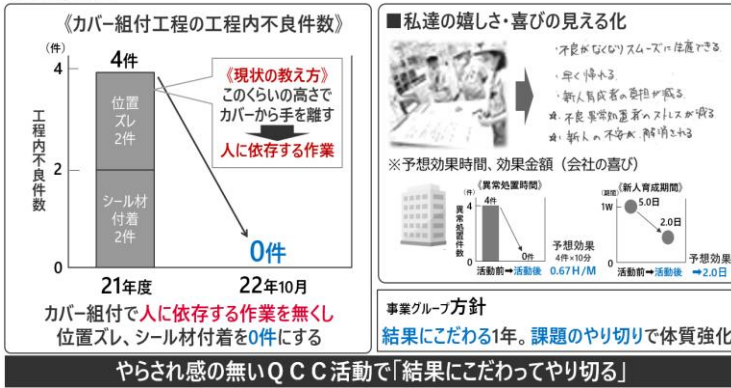 《カバー組付工程の工程内不良件数》
(件)
4
2
0
工程内不良件数
4件
位置
ズレ
2件
シール材
付着
2件
《現状の教え方》
このくらいの高さで
カバーから手を離す
人に依存する作業
0件
21年度
22年10月
カバー組付で人に依存する作業を無くし
位置ズレ、シール材付着を0件にする
■私達の嬉しさ・喜びの見える化
・不良がなくなりスムーズに生産できる
・早く帰れる
・新人育成者の負担が減る
・不良異常処置者のストレスが減る
・新人の不安が解消される
※予想効果時間、効果金額（会社の喜び）
《異常処置時間》
(件)
4
0
異常処置件数
4件
0件
活動前➡活動後
予想効果
4件×10分
0.67H/M
《新人育成期間》
(期間)
1W
0
5.0日
2.0日
活動前➡活動後
予想効果
➡2.0日
事業グループ方針
結果にこだわる1年。課題のやり切りで体質強化
やらされ感の無いＱＣＣ活動で「結果にこだわってやり切る」